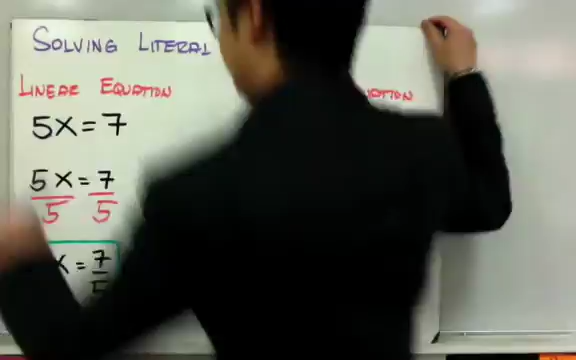 SOLVING LITERAL
LINEAR EQUATION
5x = 7
5x = 7
5 5
x = 7
5